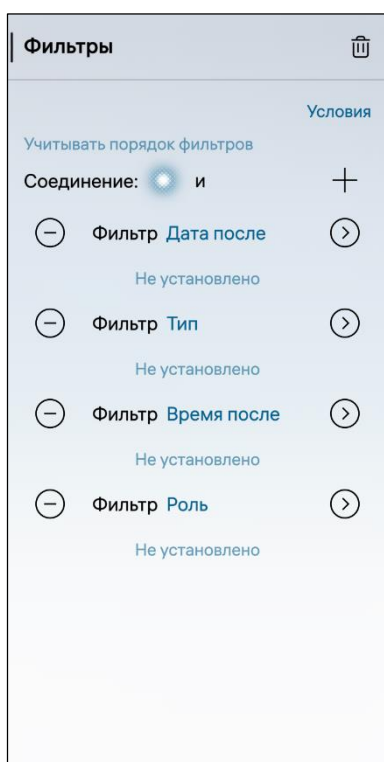 Фильтры
Условия
Учитывать порядок фильтров
Соединение: и
Фильтр Дата после
Не установлено
Фильтр Тип
Не установлено
Фильтр Время после
Не установлено
Фильтр Роль
Не установлено